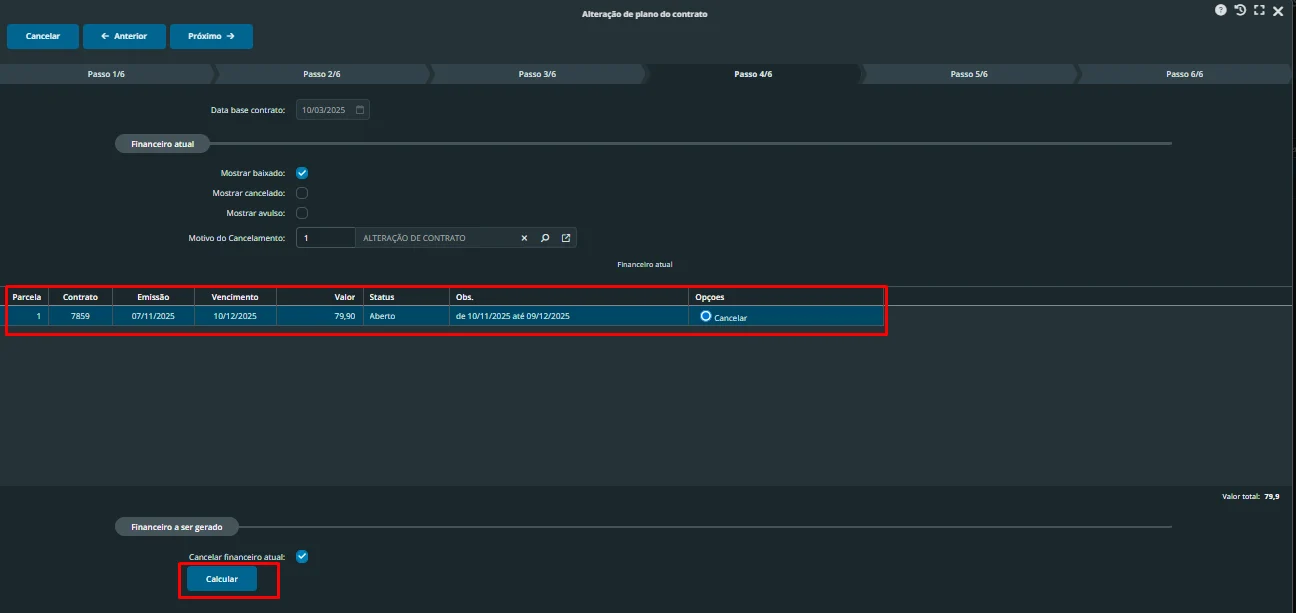 Alteração de plano do contrato
Cancelar ← Anterior Próximo →
Passo 1/6 Passo 2/6 Passo 3/6 Passo 4/6 Passo 5/6 Passo 6/6
Data base contrato: 10/03/2025
Financeiro atual
Mostrar baixado:
Mostrar cancelado:
Mostrar avulso:
Motivo do Cancelamento: 1 ALTERAÇÃO DE CONTRATO
Financeiro atual
Parcela Contrato Emissão Vencimento Valor Status Obs. Opçoes
1 7859 07/11/2025 10/12/2025 79,90 Aberto de 10/11/2025 até 09/12/2025 Cancelar
Valor total: 79,9
Financeiro a ser gerado
Cancelar financeiro atual:
Calcular